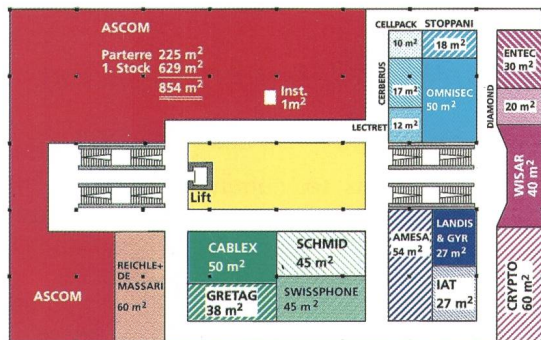 ASCOM
Parterre 225 m²
1. Stock 629 m²
854 m²
Inst.
1m²
CELLPACK
10 m²
STOPPANI
18 m²
CERBERUS
17 m²
OMNISEC
50 m²
LECTRET
12 m²
ENTEC
30 m²
DIAMOND
20 m²
WISAR
40 m²
CRYPTO
60 m²
Lift
ASCOM
REICHLE+
DE
MASSARI
60 m²
CABLEX
50 m²
SCHMID
45 m²
GRETAG
38 m²
SWISSPHONE
45 m²
AMESA
54 m²
LANDIS
& GYR
27 m²
IAT
27 m²